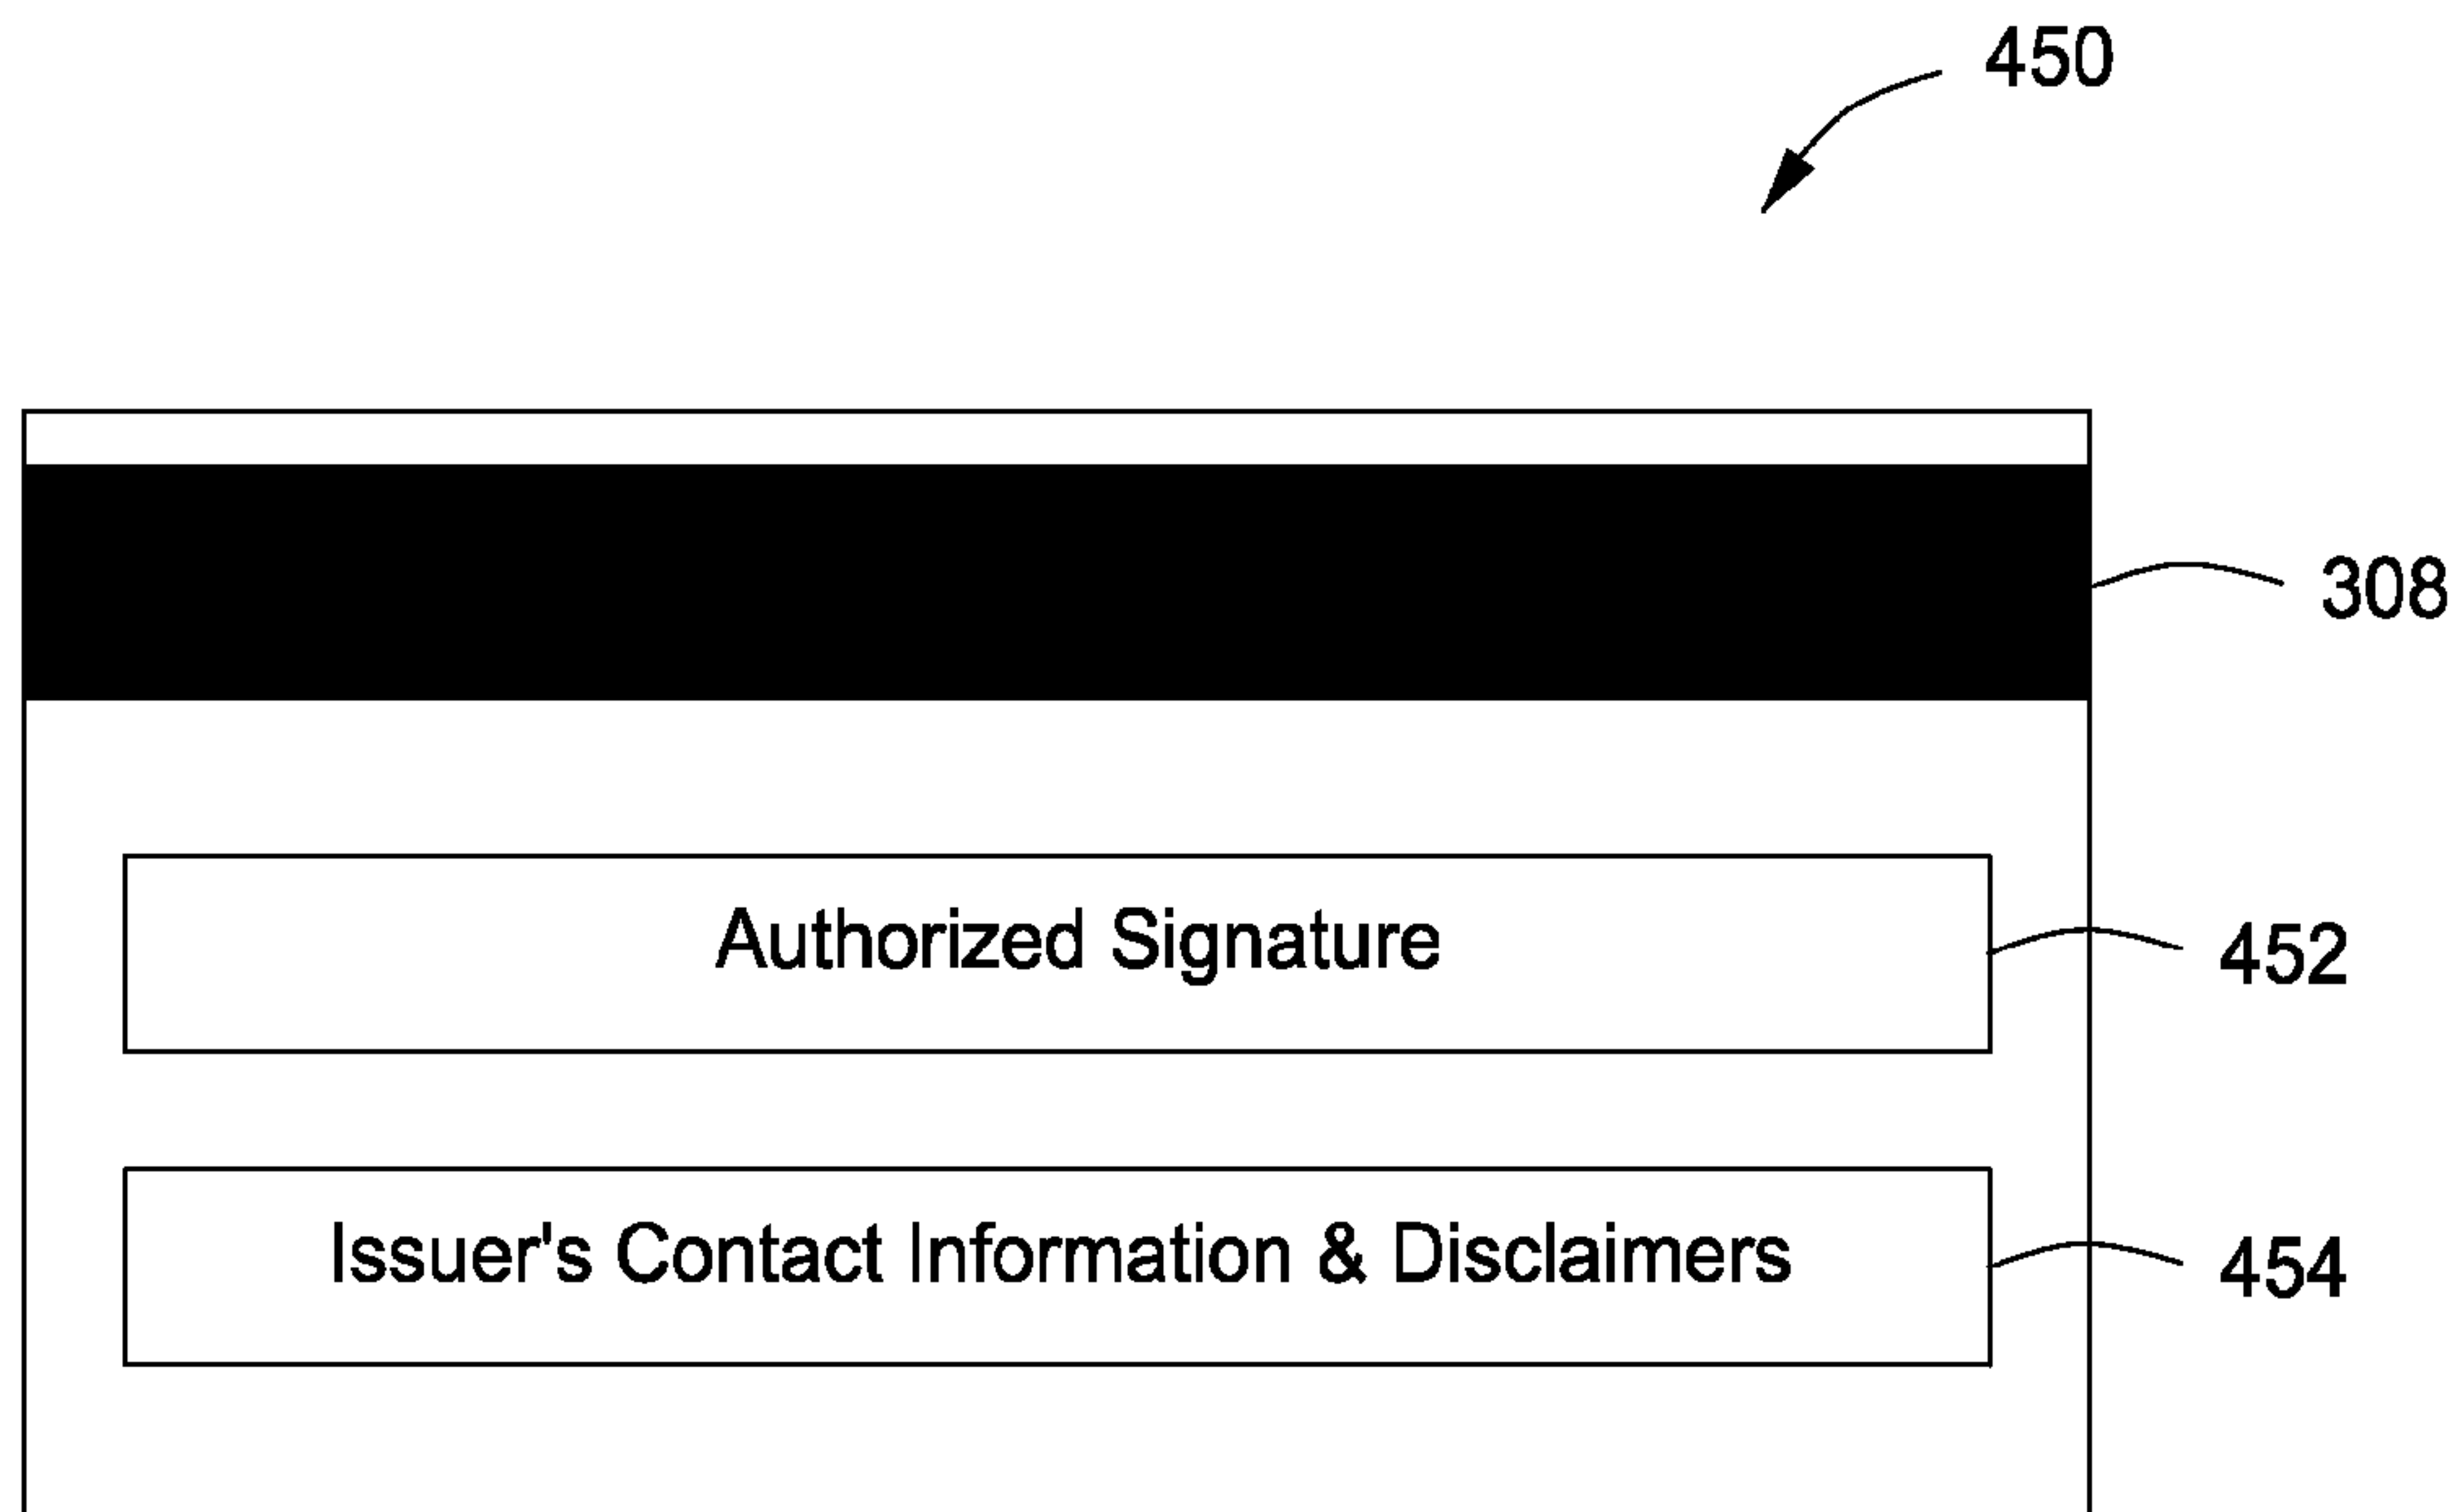 450
308
Authorized Signature
452
Issuer's Contact Information & Disclaimers
454